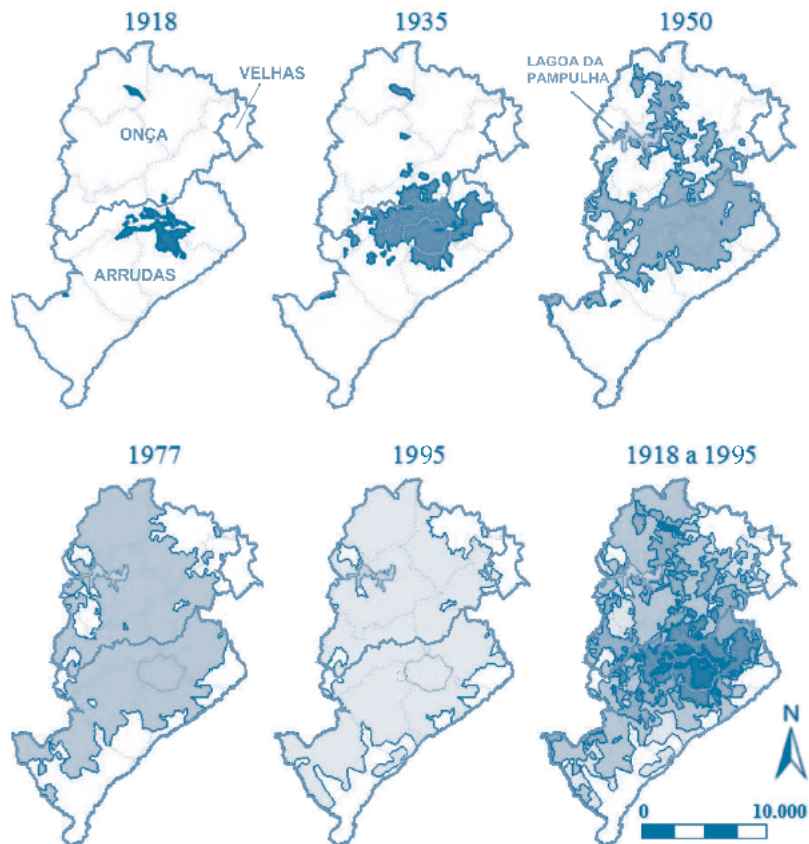 1918
1935
1950
VELHAS
ONÇA
ARRUDAS
LAGOA DA
PAMPULHA
1977
1995
1918 a 1995
N
0 10.000